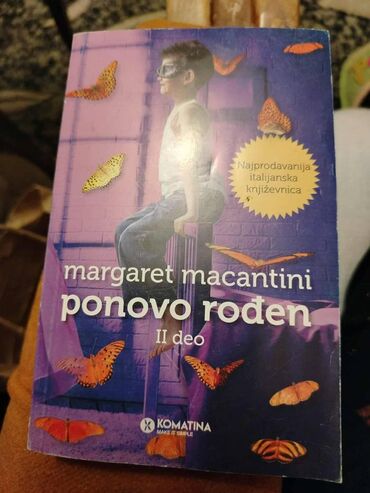 Najprodavanija
italijanska
književnica
margaret macantini
ponovo rođen
II deo
KOMATINA
MAKE IT SIMPLE